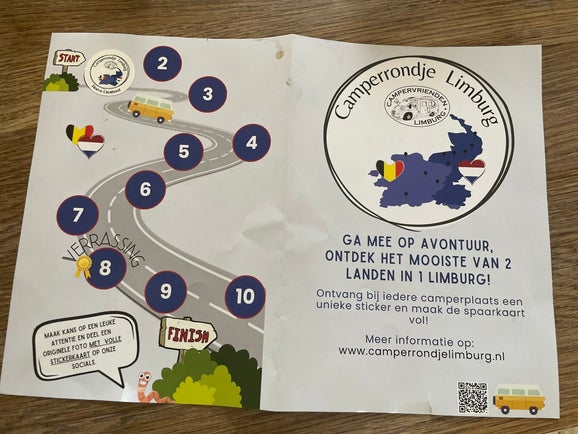 START
Camperrondje Limburg
2
3
4
5
6
7
VERRASSING
8
9
10
FINISH
MAAK KANS OP EEN LEUKE
ATTENTIE EN DEEL EEN
ORIGINELE FOTO MET VOLLE
STICKERKAART OP ONZE
SOCIALS.
Camperrondje Limburg
CAMPERVRIENDEN
LIMBURG
GA MEE OP AVONTUUR,
ONTDEK HET MOOISTE VAN 2
LANDEN IN 1 LIMBURG!
Ontvang bij iedere camperplaats een
unieke sticker en maak de spaarkaart
vol!
Meer informatie op:
www.camperrondjelimburg.nl